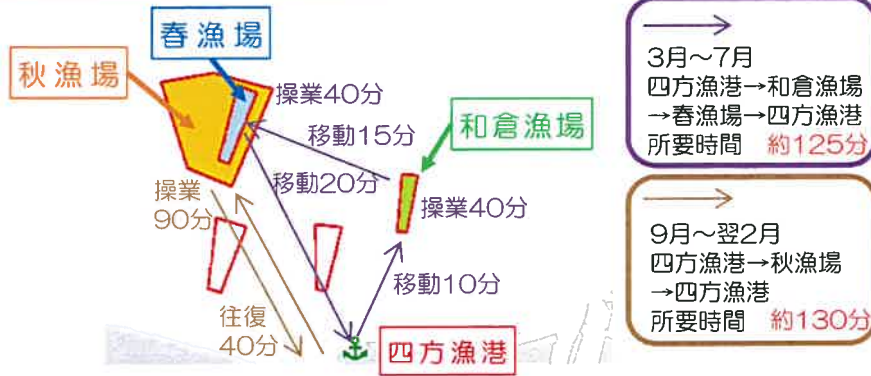 春漁場
秋漁場
操業40分
移動15分
和倉漁場
移動20分
操業40分
操業
90分
移動10分
往復
40分
四方漁港
3月～7月
四方漁港→和倉漁場
→春漁場→四方漁港
所要時間 約125分
9月～翌2月
四方漁港→秋漁場
→四方漁港
所要時間 約130分